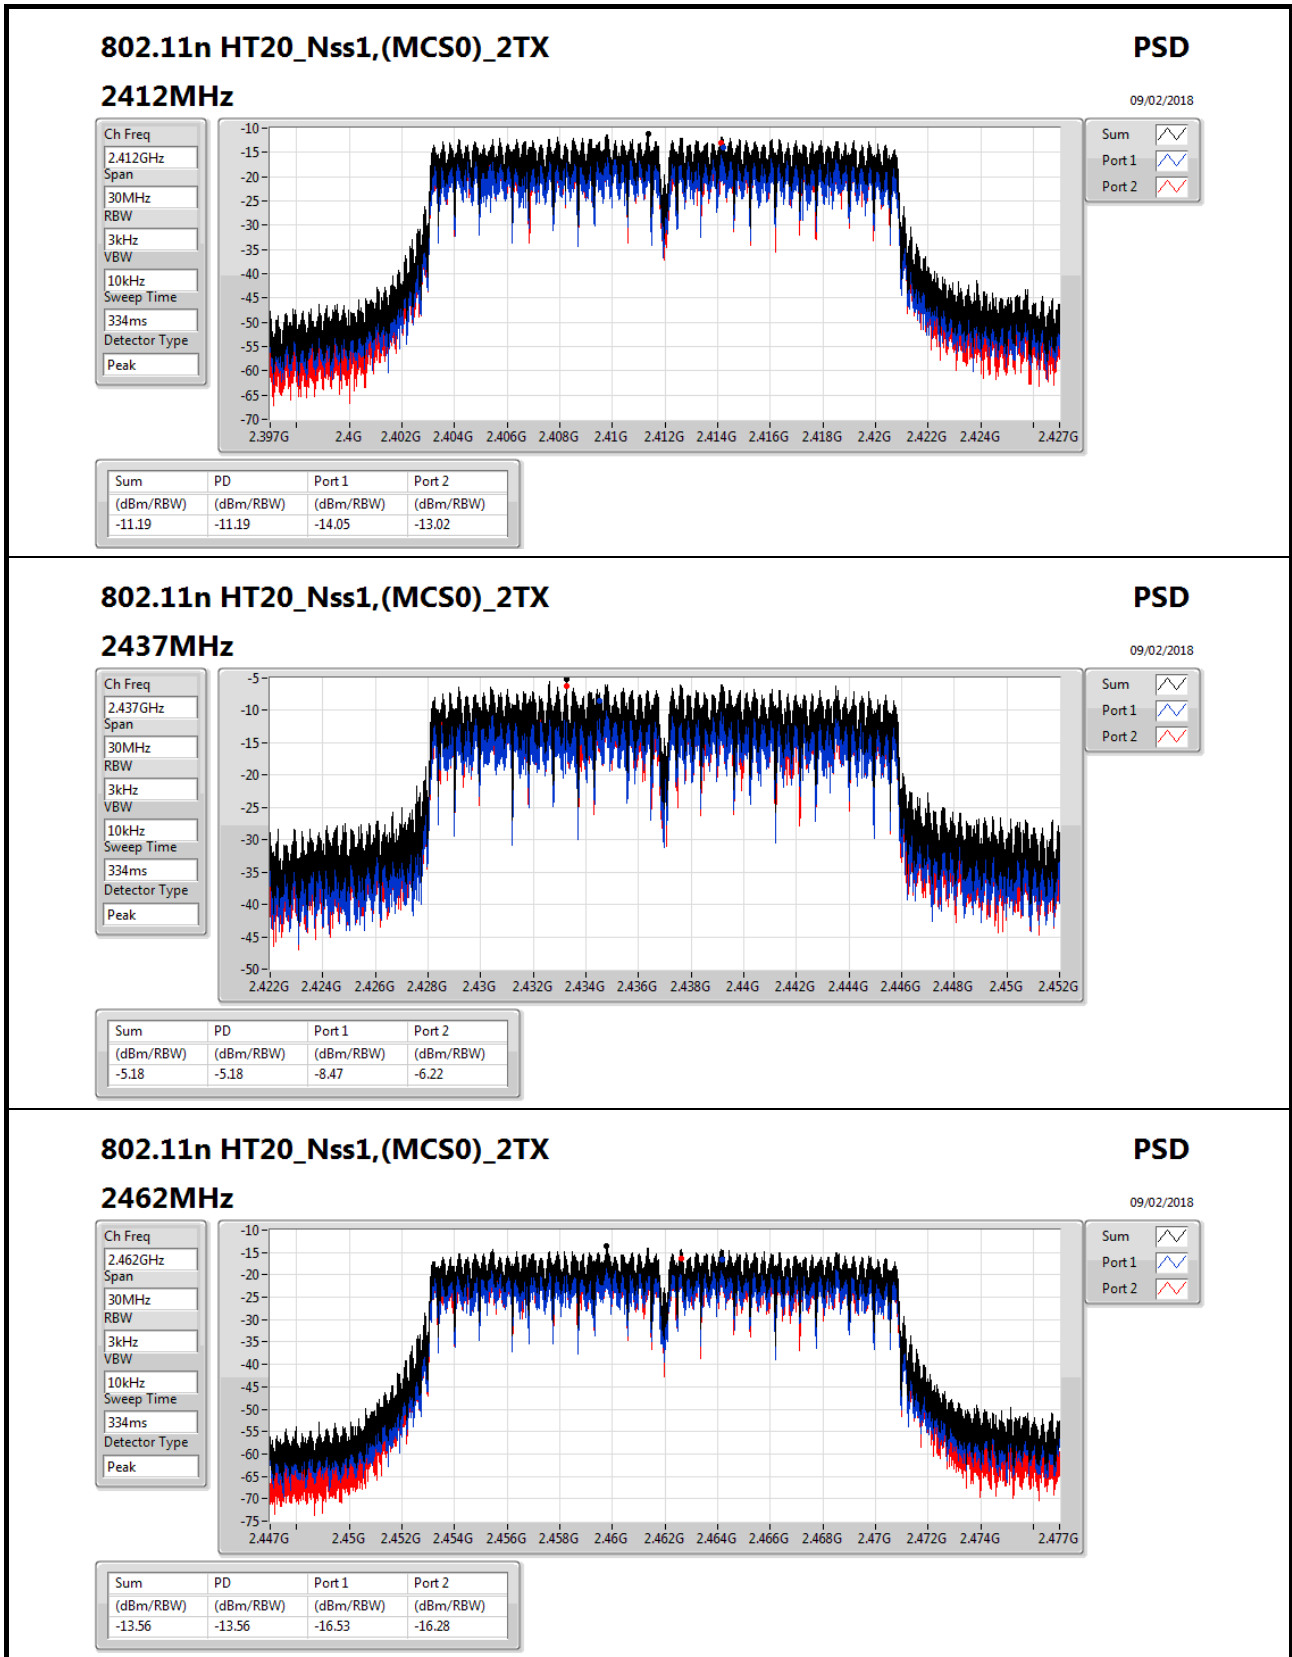 802.11n HT20_Nss1,(MCS0)_2TX PSD
2412MHz 09/02/2018
Ch Freq
2.412GHz
Span
30MHz
RBW
3kHz
VBW
10kHz
Sweep Time
334ms
Detector Type
Peak
-10
-15
-20
-25
-30
-35
-40
-45
-50
-55
-60
-65
-70
2.397G 2.4G 2.402G 2.404G 2.406G 2.408G 2.41G 2.412G 2.414G 2.416G 2.418G 2.42G 2.422G 2.424G 2.427G
Sum
Port 1
Port 2
Sum PD Port 1 Port 2
(dBm/RBW) (dBm/RBW) (dBm/RBW) (dBm/RBW)
-11.19 -11.19 -14.05 -13.02
802.11n HT20_Nss1,(MCS0)_2TX PSD
2437MHz 09/02/2018
Ch Freq
2.437GHz
Span
30MHz
RBW
3kHz
VBW
10kHz
Sweep Time
334ms
Detector Type
Peak
-5
-10
-15
-20
-25
-30
-35
-40
-45
-50
2.422G 2.424G 2.426G 2.428G 2.43G 2.432G 2.434G 2.436G 2.438G 2.44G 2.442G 2.444G 2.446G 2.448G 2.45G 2.452G
Sum
Port 1
Port 2
Sum PD Port 1 Port 2
(dBm/RBW) (dBm/RBW) (dBm/RBW) (dBm/RBW)
-5.18 -5.18 -8.47 -6.22
802.11n HT20_Nss1,(MCS0)_2TX PSD
2462MHz 09/02/2018
Ch Freq
2.462GHz
Span
30MHz
RBW
3kHz
VBW
10kHz
Sweep Time
334ms
Detector Type
Peak
-10
-15
-20
-25
-30
-35
-40
-45
-50
-55
-60
-65
-70
-75
2.447G 2.45G 2.452G 2.454G 2.456G 2.458G 2.46G 2.462G 2.464G 2.466G 2.468G 2.47G 2.472G 2.474G 2.477G
Sum
Port 1
Port 2
Sum PD Port 1 Port 2
(dBm/RBW) (dBm/RBW) (dBm/RBW) (dBm/RBW)
-13.56 -13.56 -16.53 -16.28